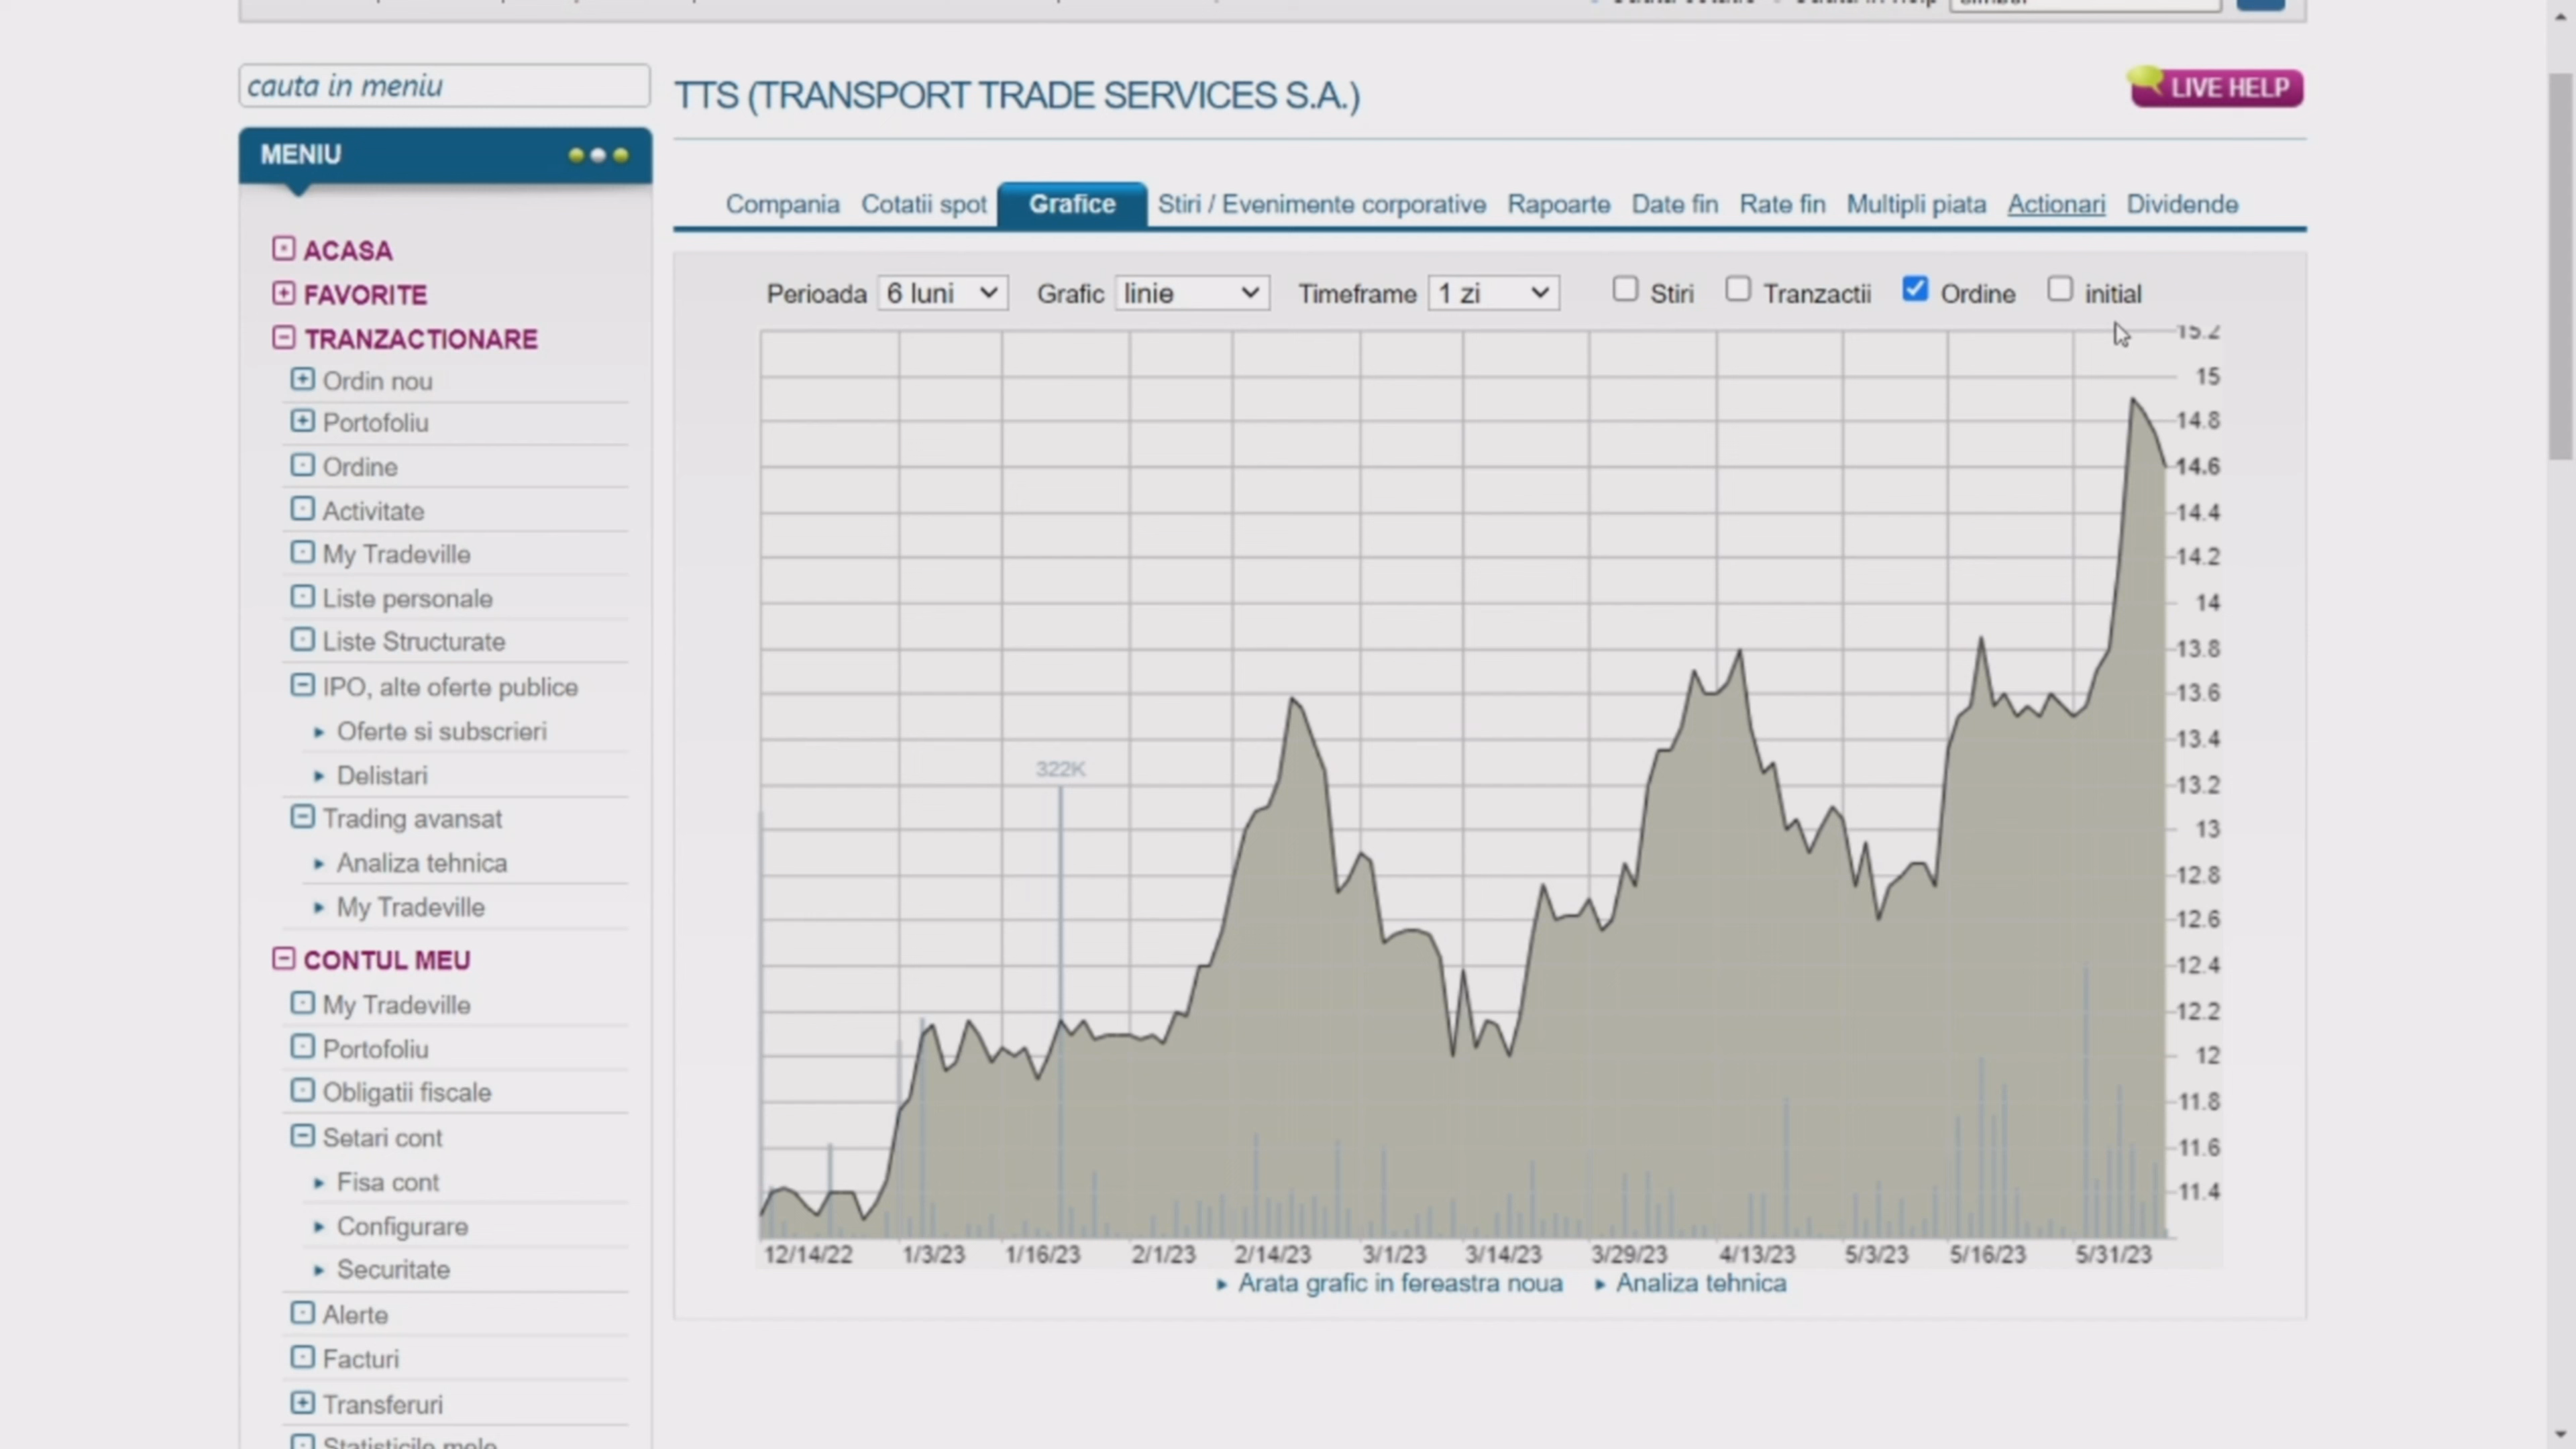 cauta in meniu
TTS (TRANSPORT TRADE SERVICES S.A.)
LIVE HELP
MENIU
Compania Cotatii spot Grafice Stiri / Evenimente corporative Rapoarte Date fin Rate fin Multipli piata Actionari Dividende
ACASA
FAVORITE
TRANZACTIONARE
Ordin nou
Portofoliu
Ordine
Activitate
My Tradeville
Liste personale
Liste Structurate
IPO, alte oferte publice
Oferte si subscrieri
Delistari
Trading avansat
Analiza tehnica
My Tradeville
CONTUL MEU
My Tradeville
Portofoliu
Obligatii fiscale
Setari cont
Fisa cont
Configurare
Securitate
Alerte
Facturi
Transferuri
Statisticile mele
Perioada 6 luni Grafic linie Timeframe 1 zi Stiri Tranzactii Ordine initial
15.2
15
14.8
14.6
14.4
14.2
14
13.8
13.6
13.4
322K
13.2
13
12.8
12.6
12.4
12.2
12
11.8
11.6
11.4
12/14/22 1/3/23 1/16/23 2/1/23 2/14/23 3/1/23 3/14/23 3/29/23 4/13/23 5/3/23 5/16/23 5/31/23
Arata grafic in fereastra noua Analiza tehnica